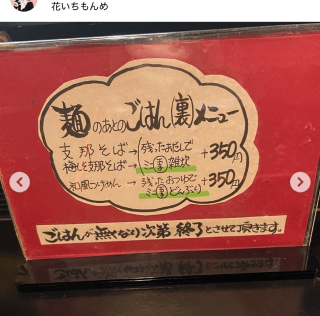 花いちもんめ
麺のあとのごはん(裏)メニュー
支那そば→(残ったおだしで
梅しそ支那そば→ミニ雑炊 +350円
和風つけめん→(残ったおつゆで
ミニどんぶり +350円
ごはんが無くなり次第 終了とさせて頂きます。